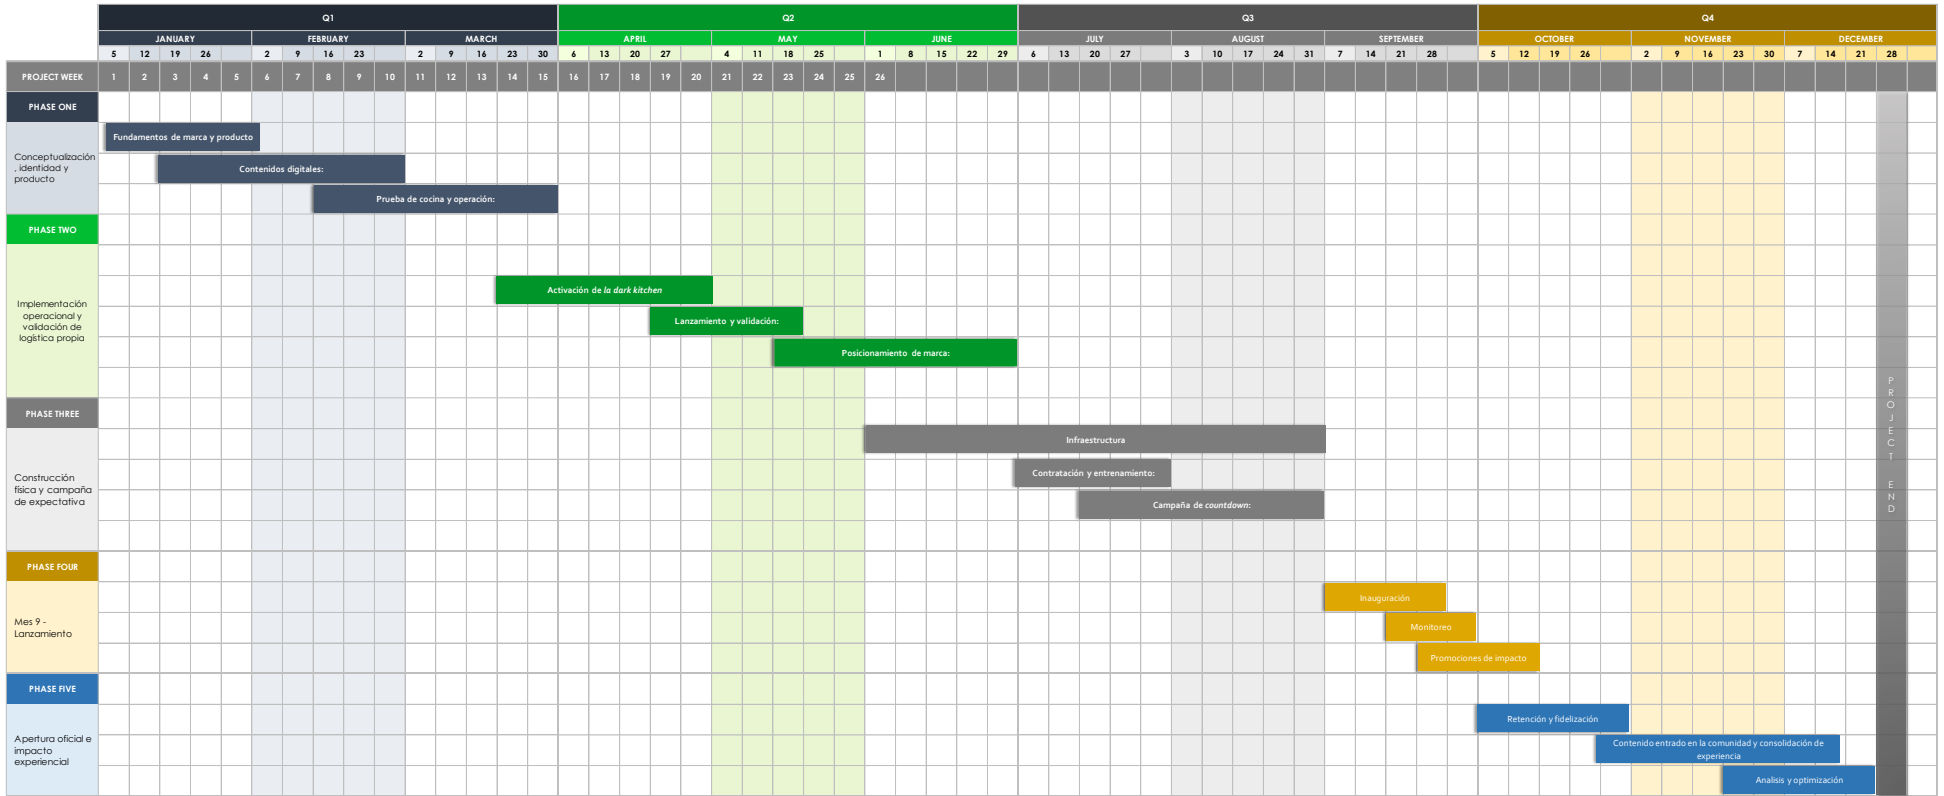 Q1 Q2 Q3 Q4
JANUARY FEBRUARY MARCH APRIL MAY JUNE JULY AUGUST SEPTEMBER OCTOBER NOVEMBER DECEMBER
5 12 19 26 2 9 16 23 2 9 16 23 30 6 13 20 27 4 11 18 25 1 8 15 22 29 6 13 20 27 3 10 17 24 31 7 14 21 28 5 12 19 26 2 9 16 23 30 7 14 21 28
PROJECT WEEK 1 2 3 4 5 6 7 8 9 10 11 12 13 14 15 16 17 18 19 20 21 22 23 24 25 26
PHASE ONE
Conceptualización
, identidad y
producto
Fundamentos de marca y producto
Contenidos digitales:
Prueba de cocina y operación:
PHASE TWO
Implementación
operacional y
validación de
logística propia
Activación de la dark kitchen
Lanzamiento y validación:
Posicionamiento de marca:
PHASE THREE
Construcción
física y campaña
de expectativa
Infraestructura
Contratación y entrenamiento:
Campaña de countdown:
PHASE FOUR
Mes 9 -
Lanzamiento
Inauguración
Monitoreo
Promociones de impacto
PHASE FIVE
Apertura oficial e
impacto
experiencial
Retención y fidelización
Contenido entrado en la comunidad y consolidación de
experiencia
Analisis y optimización
PROJECT END